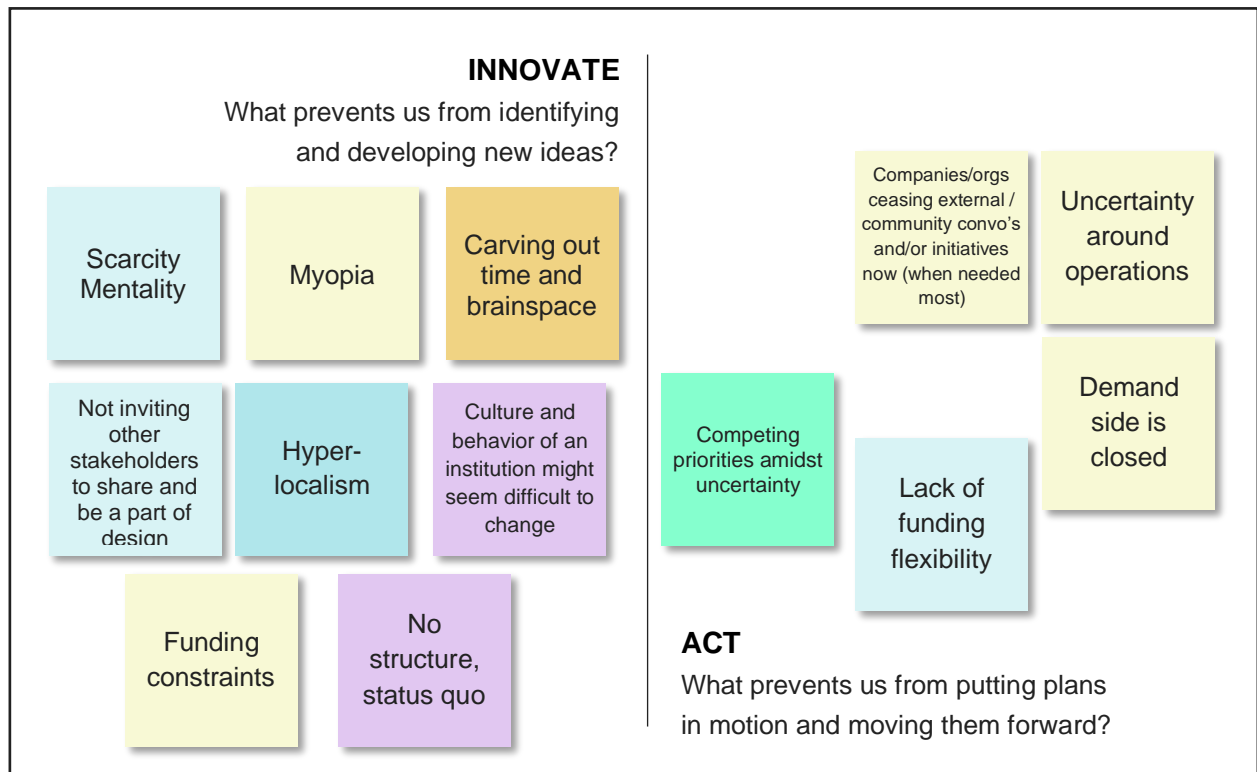 INNOVATE
What prevents us from identifying
and developing new ideas?
Scarcity
Mentality
Myopia
Carving out
time and
brainspace
Not inviting
other
stakeholders
to share and
be a part of
design
Hyper-
localism
Culture and
behavior of an
institution might
seem difficult to
change
Funding
constraints
No
structure,
status quo
Companies/orgs
ceasing external /
community convo's
and/or initiatives
now (when needed
most)
Uncertainty
around
operations
Demand
side is
closed
Competing
priorities amidst
uncertainty
Lack of
funding
flexibility
ACT
What prevents us from putting plans
in motion and moving them forward?